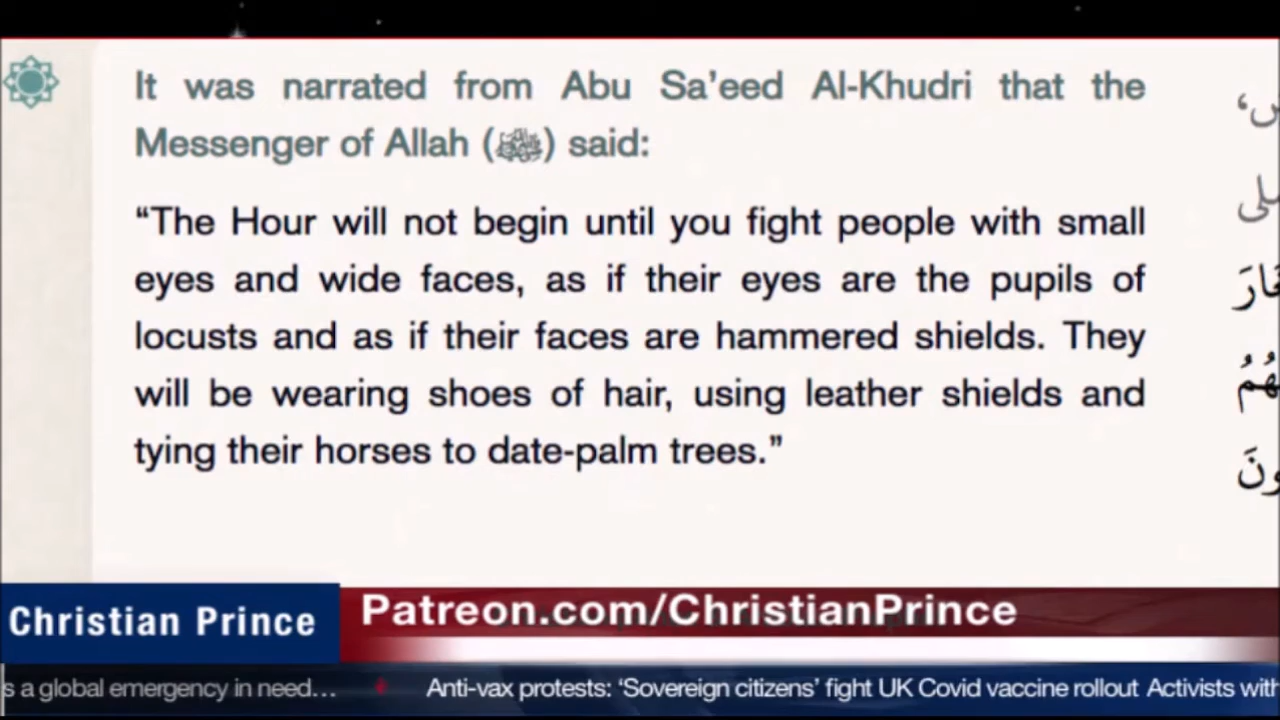 It was narrated from Abu Sa’eed Al-Khudri that the
Messenger of Allah (ﷺ) said:
“The Hour will not begin until you fight people with small
eyes and wide faces, as if their eyes are the pupils of
locusts and as if their faces are hammered shields. They
will be wearing shoes of hair, using leather shields and
tying their horses to date-palm trees.”
Christian Prince
Patreon.com/ChristianPrince
s a global emergency in need...
Anti-vax protests: ‘Sovereign citizens’ fight UK Covid vaccine rollout Activists with